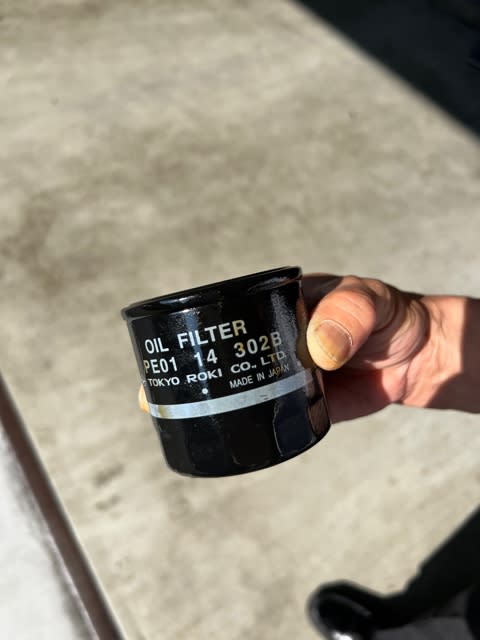 OIL FILTER
PE01 14 302B
TOKYO ROKI CO., LTD.
MADE IN JAPAN